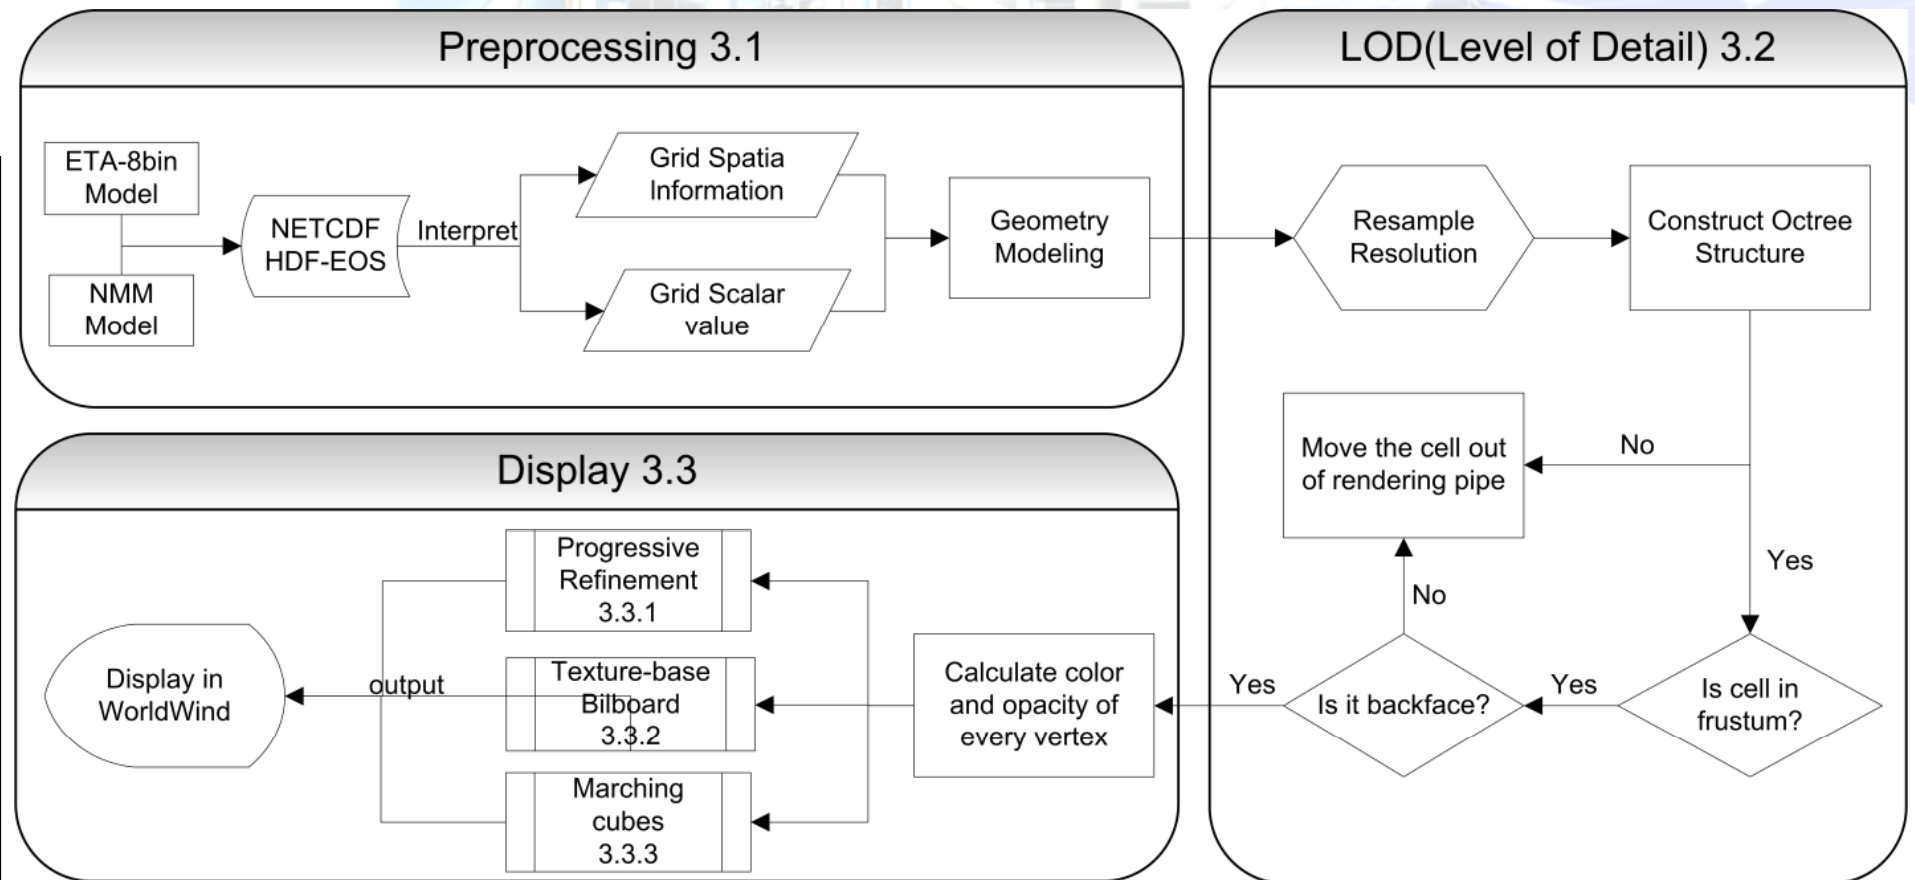 Preprocessing 3.1
ETA-8bin
Model
NMM
Model
NETCDF
HDF-EOS
Interpret
Grid Spatia
Information
Grid Scalar
value
Geometry
Modeling
LOD(Level of Detail) 3.2
Resample
Resolution
Construct Octree
Structure
Move the cell out
of rendering pipe
No
Yes
No
Is cell in
frustum?
Yes
Is it backface?
Yes
Display 3.3
Calculate color
and opacity of
every vertex
Progressive
Refinement
3.3.1
Texture-base
Bilboard
3.3.2
Marching
cubes
3.3.3
output
Display in
WorldWind